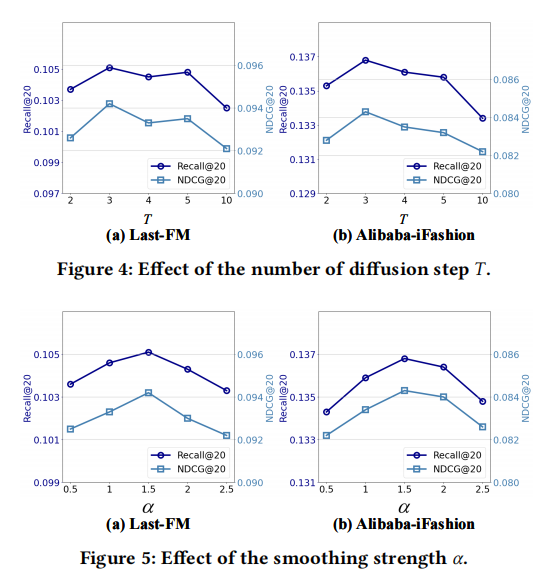 0.105
0.103
0.101
0.099
0.097
Recall@20
0.096
0.094
0.092
0.090
NDCG@20
Recall@20
NDCG@20
2 3 4 5 10
T
(a) Last-FM
0.137
0.135
0.133
0.131
0.129
Recall@20
0.086
0.084
0.082
0.080
NDCG@20
Recall@20
NDCG@20
2 3 4 5 10
T
(b) Alibaba-iFashion
Figure 4: Effect of the number of diffusion step T.
0.105
0.103
0.101
0.099
Recall@20
0.096
0.094
0.092
0.090
NDCG@20
Recall@20
NDCG@20
0.5 1 1.5 2 2.5
α
(a) Last-FM
0.137
0.135
0.133
0.131
Recall@20
0.086
0.084
0.082
0.080
NDCG@20
Recall@20
NDCG@20
0.5 1 1.5 2 2.5
α
(b) Alibaba-iFashion
Figure 5: Effect of the smoothing strength α.